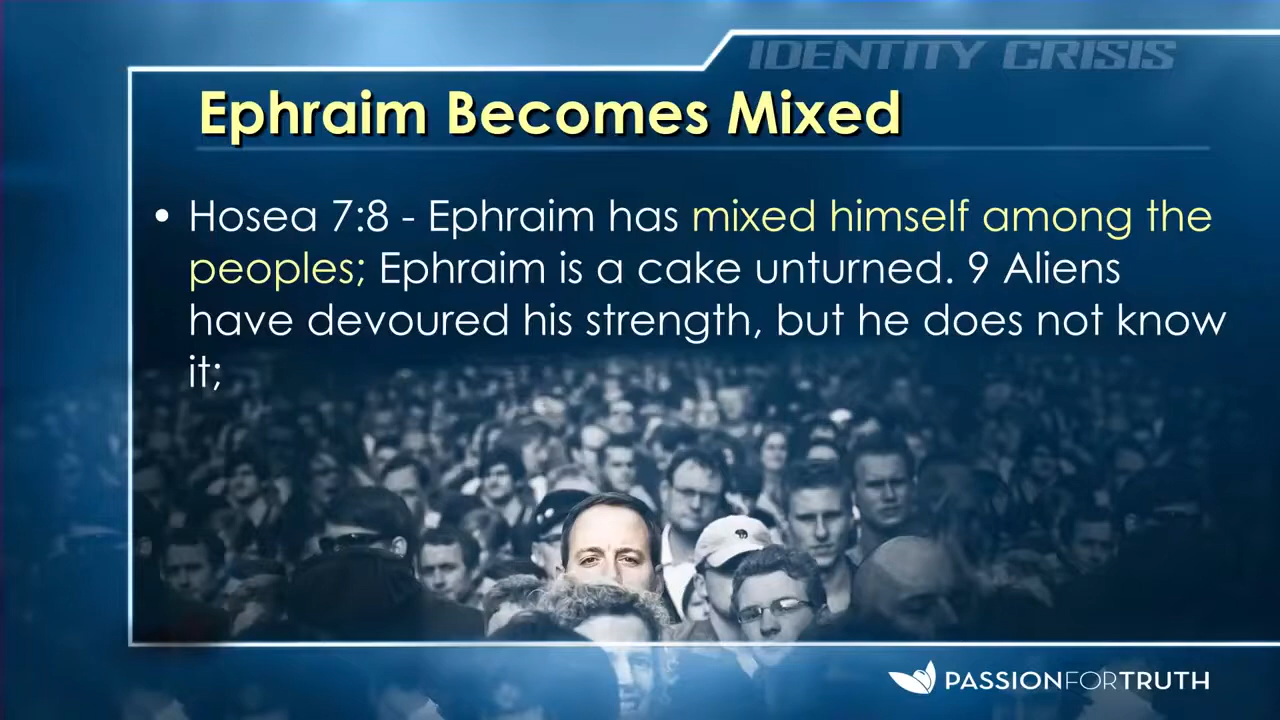 IDENTITY CRISIS
Ephraim Becomes Mixed
• Hosea 7:8 - Ephraim has mixed himself among the
peoples; Ephraim is a cake unturned. 9 Aliens
have devoured his strength, but he does not know
it;
PASSIONFORTRUTH